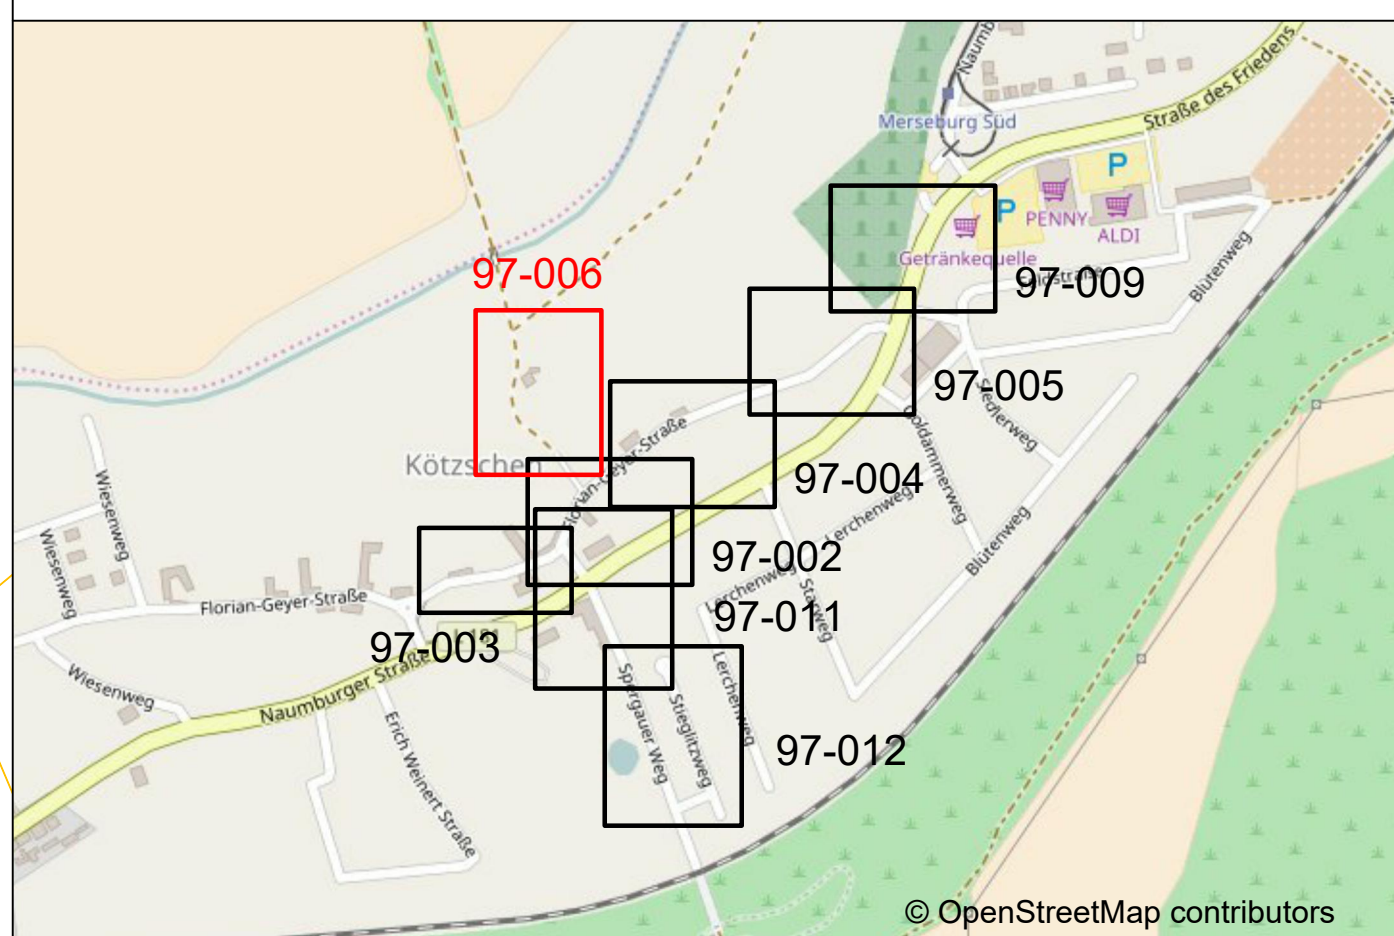 Naumb
Straße des Friedens
Merseburg Süd
P
P
PENNY
ALDI
Getränkequelle
97-006
97-009
Blütenweg
97-005
Siedlerweg
Goldammerweg
Florian-Geyer-Straße
Kötzschen
97-004
Lerchenweg
Wiesenweg
Wiesenweg
97-002
Blütenweg
Florian-Geyer-Straße
Lerchenweg
Starweg
97-011
97-003
Wiesenweg
Naumburger Straße
Spergauer Weg
Stieglitzweg
Lerchenweg
Erich Weinert Straße
97-012
© OpenStreetMap contributors